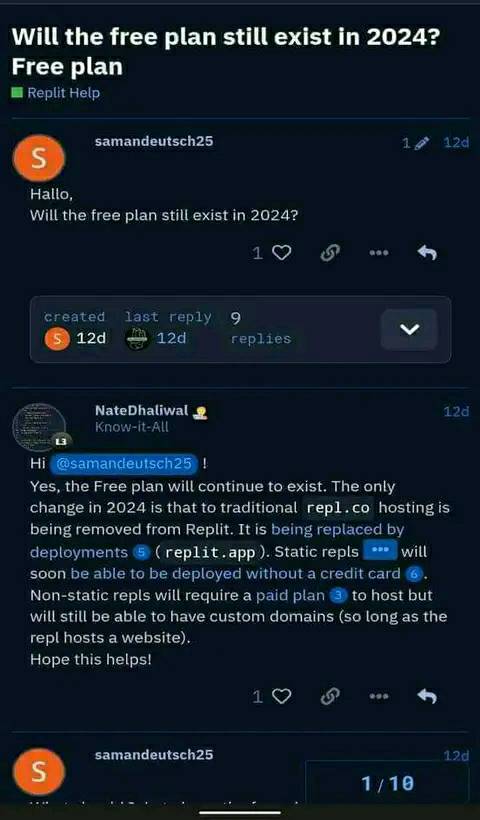 Will the free plan still exist in 2024?
Free plan
Replit Help
samandeutsch25
1
12d
S
Hallo,
Will the free plan still exist in 2024?
1
created last reply 9
S 12d 12d replies
NateDhaliwal
12d
Know-it-All
L3
Hi @samandeutsch25 !
Yes, the Free plan will continue to exist. The only
change in 2024 is that to traditional repl.co hosting is
being removed from Replit. It is being replaced by
deployments 5 (replit.app). Static repls ••• will
soon be able to be deployed without a credit card 6.
Non-static repls will require a paid plan 3 to host but
will still be able to have custom domains (so long as the
repl hosts a website).
Hope this helps!
1
samandeutsch25
12d
S
1/10